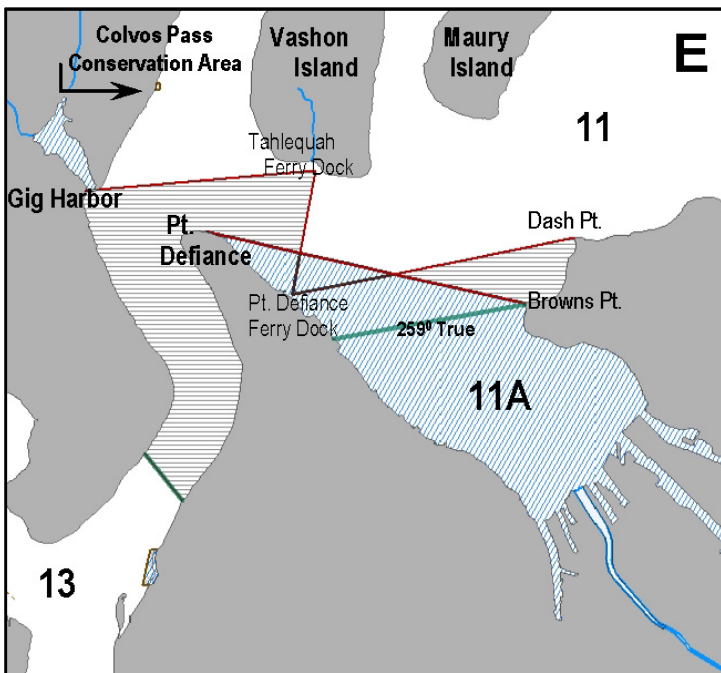 Colvos Pass
Conservation Area
Vashon
Island
Maury
Island
E
11
Tahlequah
Ferry Dock
Gig Harbor
Pt.
Defiance
Dash Pt.
Pt. Defiance
Ferry Dock
Browns Pt.
259⁰ True
11A
13